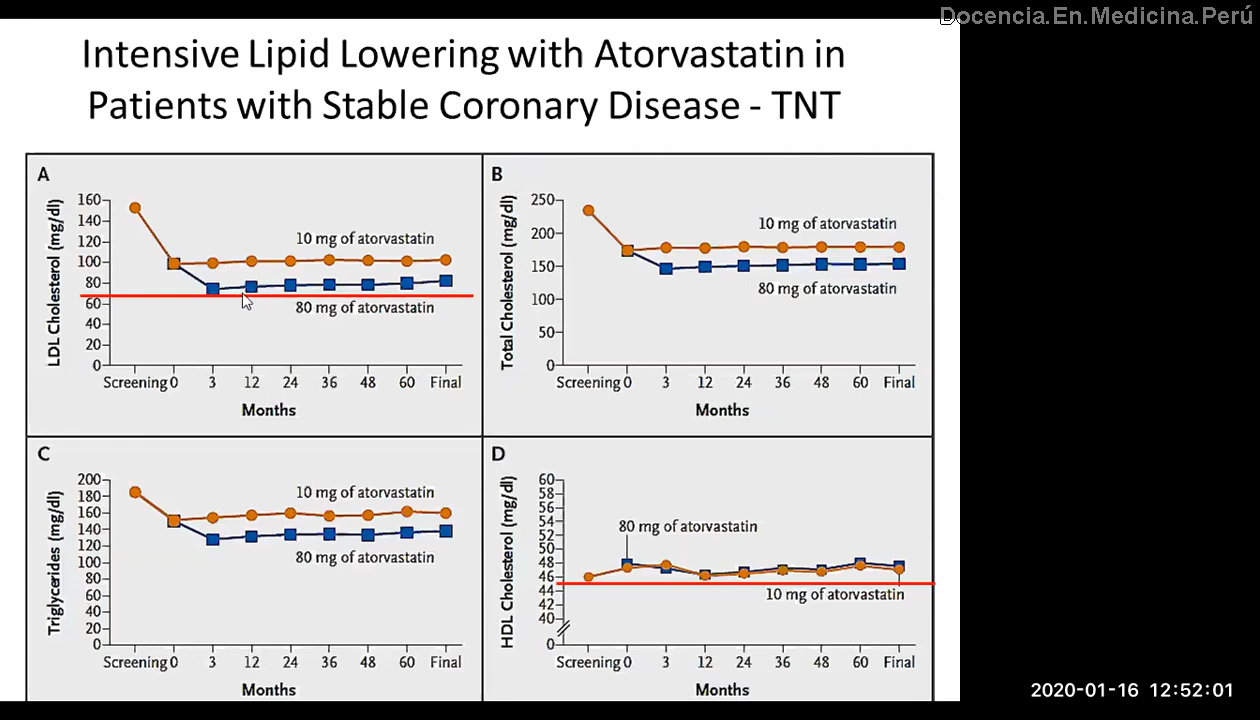 Docencia.En.Medicina.Perú
Intensive Lipid Lowering with Atorvastatin in
Patients with Stable Coronary Disease - TNT
A
LDL Cholesterol (mg/dl)
160
140
120
100
80
60
40
20
0
10 mg of atorvastatin
80 mg of atorvastatin
Screening 0 3 12 24 36 48 60 Final
Months
B
Total Cholesterol (mg/dl)
250
200
150
100
50
0
10 mg of atorvastatin
80 mg of atorvastatin
Screening 0 3 12 24 36 48 60 Final
Months
C
Triglycerides (mg/dl)
200
180
160
140
120
100
80
60
40
20
0
10 mg of atorvastatin
80 mg of atorvastatin
Screening 0 3 12 24 36 48 60 Final
Months
D
HDL Cholesterol (mg/dl)
60
58
56
54
52
50
48
46
44
42
40
0
80 mg of atorvastatin
10 mg of atorvastatin
Screening 0 3 12 24 36 48 60 Final
Months
2020-01-16 12:52:01